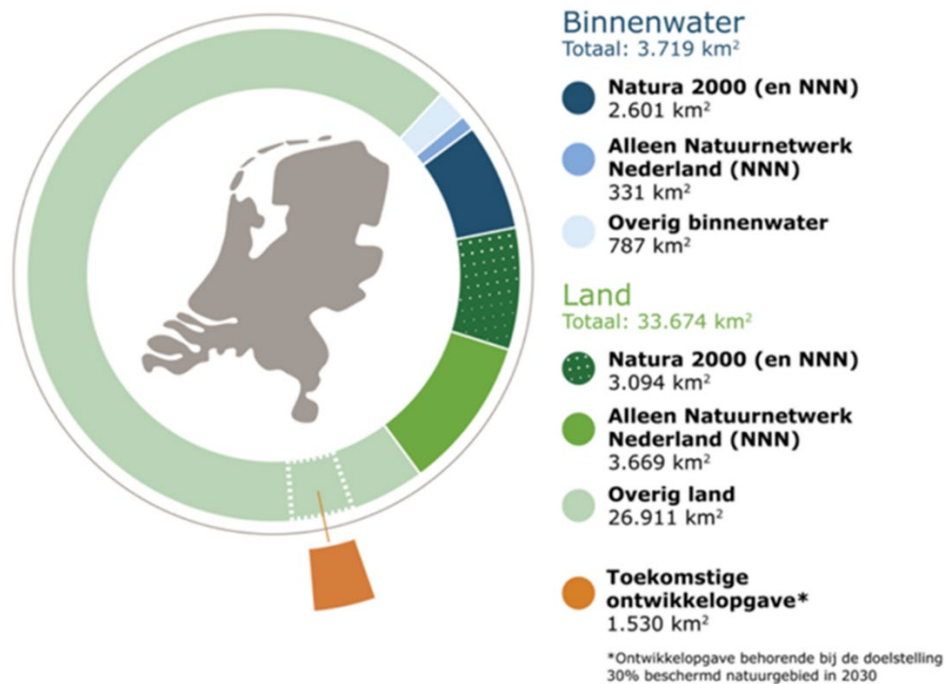 Binnenwater
Totaal: 3.719 km²
Natura 2000 (en NNN)
2.601 km²
Alleen Natuurnetwerk
Nederland (NNN)
331 km²
Overig binnenwater
787 km²
Land
Totaal: 33.674 km²
Natura 2000 (en NNN)
3.094 km²
Alleen Natuurnetwerk
Nederland (NNN)
3.669 km²
Overig land
26.911 km²
Toekomstige
ontwikkelopgave*
1.530 km²
*Ontwikkelopgave behorende bij de doelstelling
30% beschermd natuurgebied in 2030